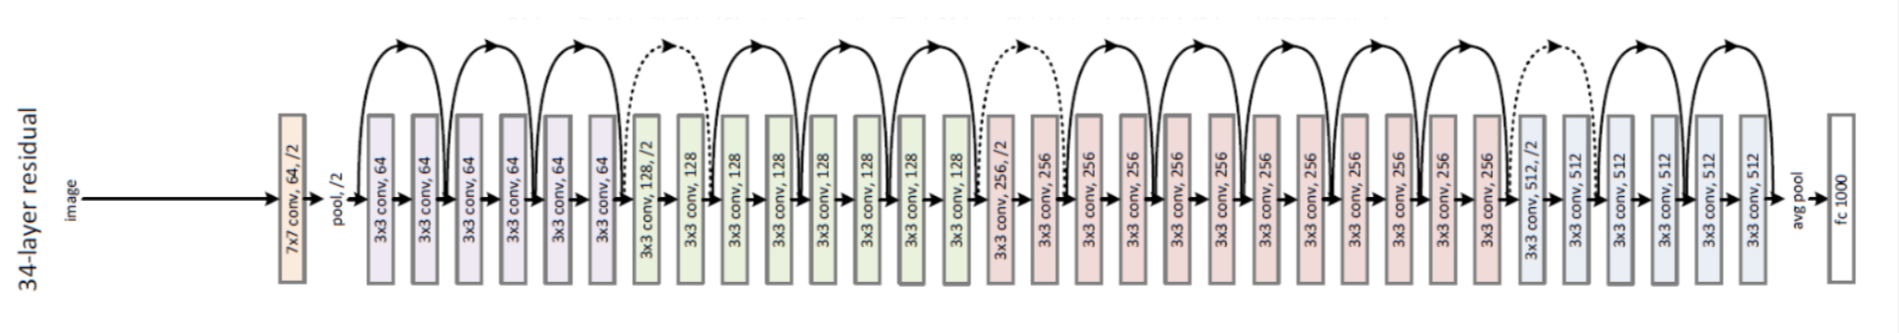 34-layer residual
image
7x7 conv, 64, /2
pool, /2
3x3 conv, 64
3x3 conv, 64
3x3 conv, 64
3x3 conv, 64
3x3 conv, 64
3x3 conv, 64
3x3 conv, 128, /2
3x3 conv, 128
3x3 conv, 128
3x3 conv, 128
3x3 conv, 128
3x3 conv, 128
3x3 conv, 128
3x3 conv, 128
3x3 conv, 256, /2
3x3 conv, 256
3x3 conv, 256
3x3 conv, 256
3x3 conv, 256
3x3 conv, 256
3x3 conv, 256
3x3 conv, 256
3x3 conv, 256
3x3 conv, 256
3x3 conv, 256
3x3 conv, 256
3x3 conv, 512, /2
3x3 conv, 512
3x3 conv, 512
3x3 conv, 512
3x3 conv, 512
3x3 conv, 512
avg pool
fc 1000